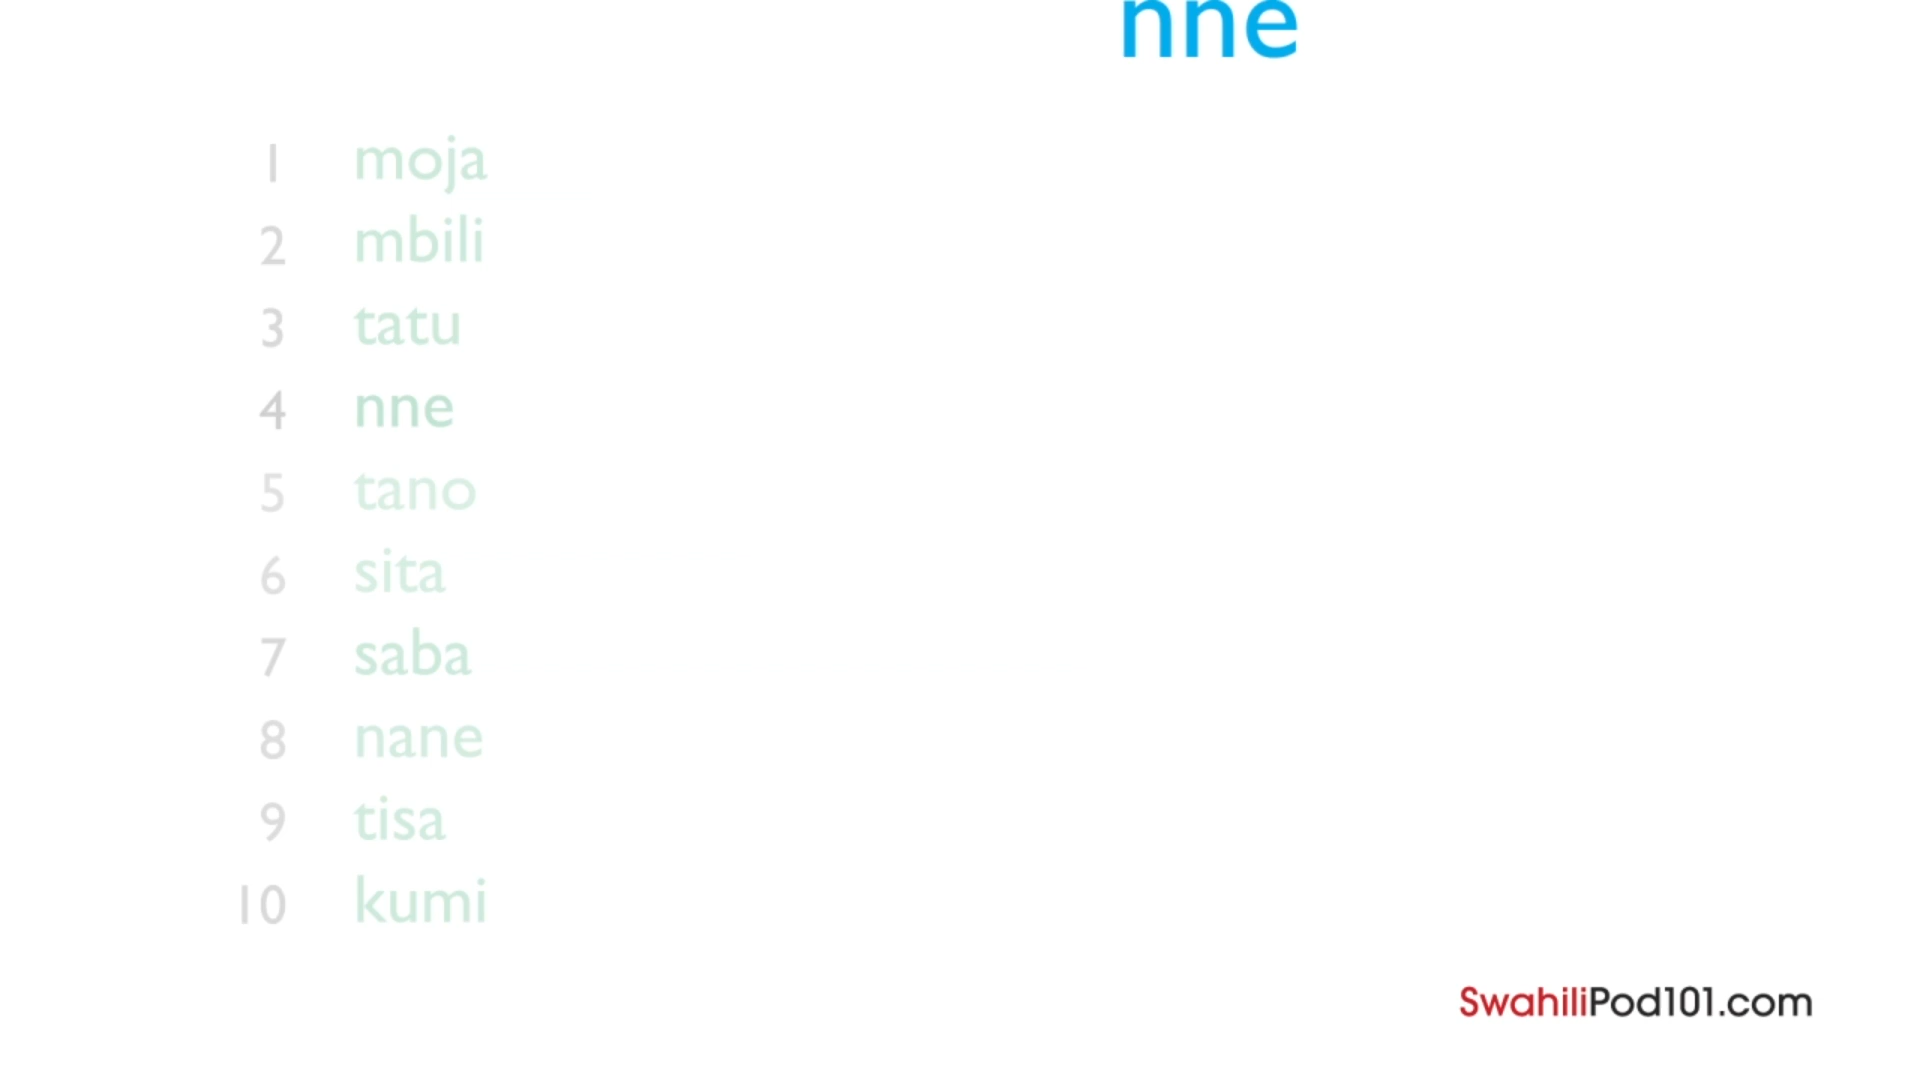 nne
1 moja
2 mbili
3 tatu
4 nne
5 tano
6 sita
7 saba
8 nane
9 tisa
10 kumi
SwahiliPod101.com